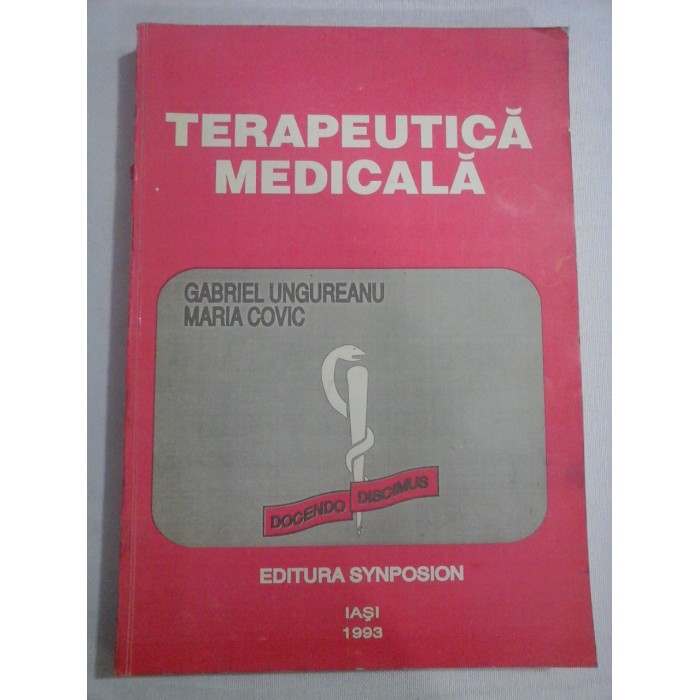 TERAPEUTICĂ
MEDICALĂ
GABRIEL UNGUREANU
MARIA COVIC
DOCENDO DISCIMUS
EDITURA SYNPOSION
IAŞI
1993